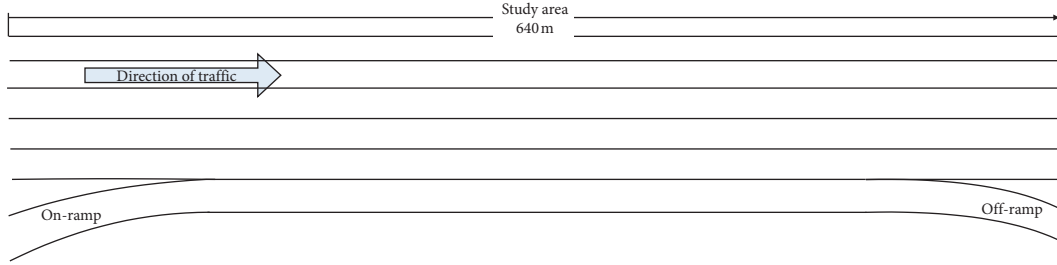 Study area
640 m
Direction of traffic
On-ramp
Off-ramp